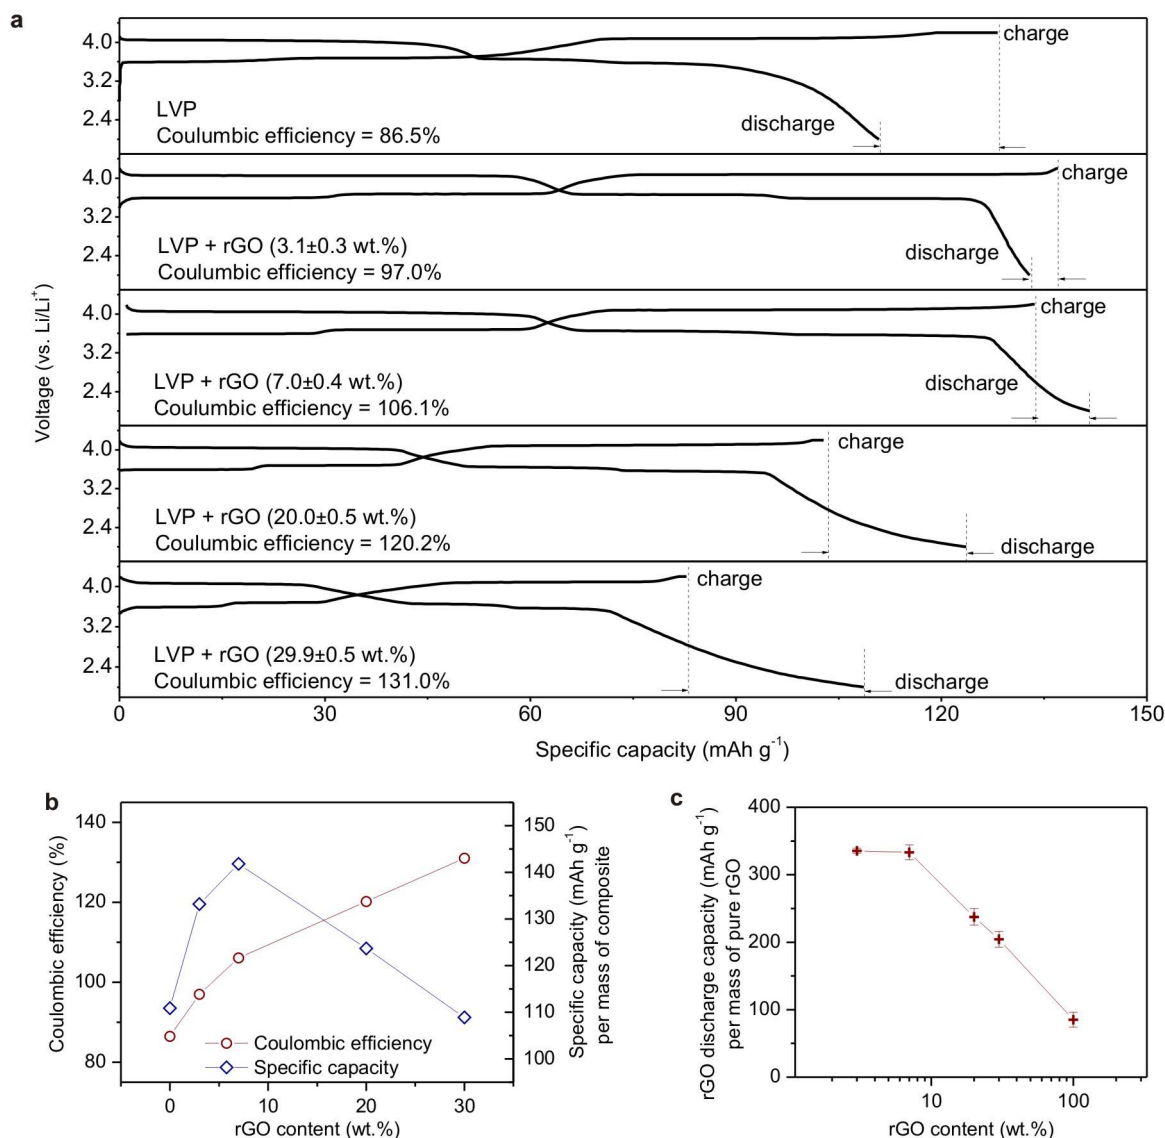 a
4.0
3.2
2.4
charge
discharge
LVP
Coulumbic efficiency = 86.5%
4.0
3.2
2.4
charge
discharge
LVP + rGO (3.1±0.3 wt.%)
Coulumbic efficiency = 97.0%
4.0
3.2
2.4
charge
discharge
LVP + rGO (7.0±0.4 wt.%)
Coulumbic efficiency = 106.1%
4.0
3.2
2.4
charge
discharge
LVP + rGO (20.0±0.5 wt.%)
Coulumbic efficiency = 120.2%
4.0
3.2
2.4
charge
discharge
LVP + rGO (29.9±0.5 wt.%)
Coulumbic efficiency = 131.0%
Voltage (vs. Li/Li⁺)
0 30 60 90 120 150
Specific capacity (mAh g⁻¹)
b
Coulombic efficiency (%)
140
120
100
80
150
140
130
120
110
100
Specific capacity (mAh g⁻¹)
per mass of composite
Coulombic efficiency
Specific capacity
0 10 20 30
rGO content (wt.%)
c
rGO discharge capacity (mAh g⁻¹)
per mass of pure rGO
400
300
200
100
0
10 100
rGO content (wt.%)